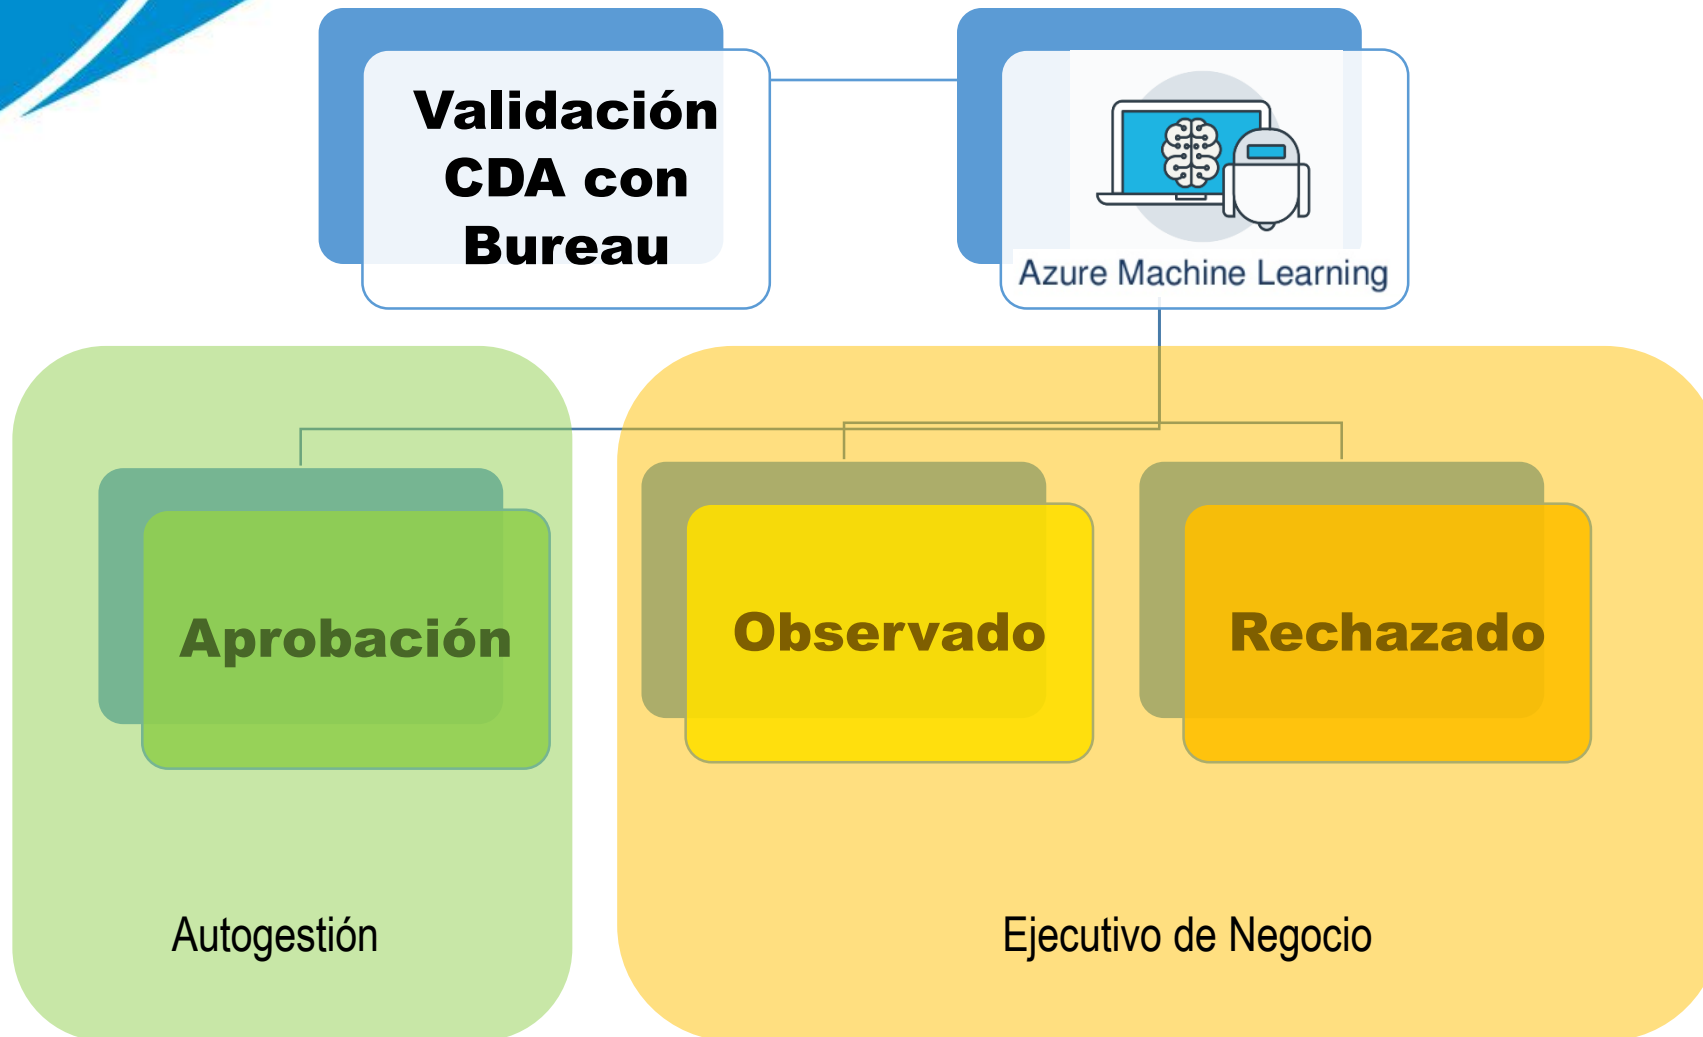 Validación
CDA con
Bureau
Azure Machine Learning
Aprobación
Observado
Rechazado
Autogestión
Ejecutivo de Negocio